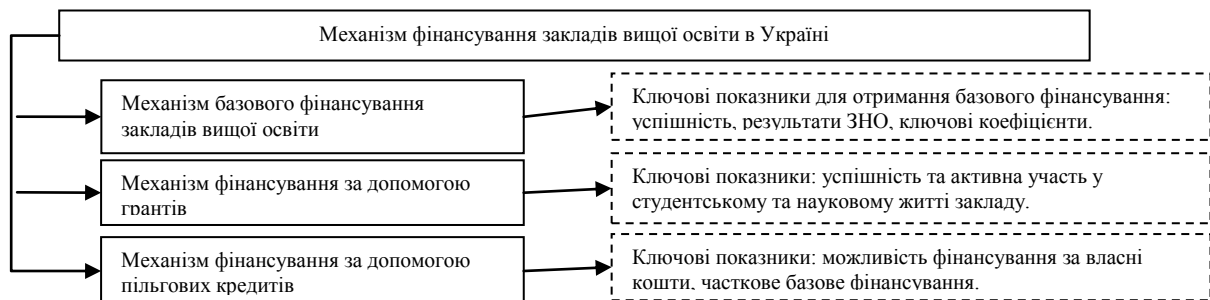 Механізм фінансування закладів вищої освіти в Україні
Механізм базового фінансування
закладів вищої освіти
Ключові показники для отримання базового фінансування:
успішність, результати ЗНО, ключові коефіцієнти.
Механізм фінансування за допомогою
грантів
Ключові показники: успішність та активна участь у
студентському та науковому житті закладу.
Механізм фінансування за допомогою
пільгових кредитів
Ключові показники: можливість фінансування за власні
кошти, часткове базове фінансування.